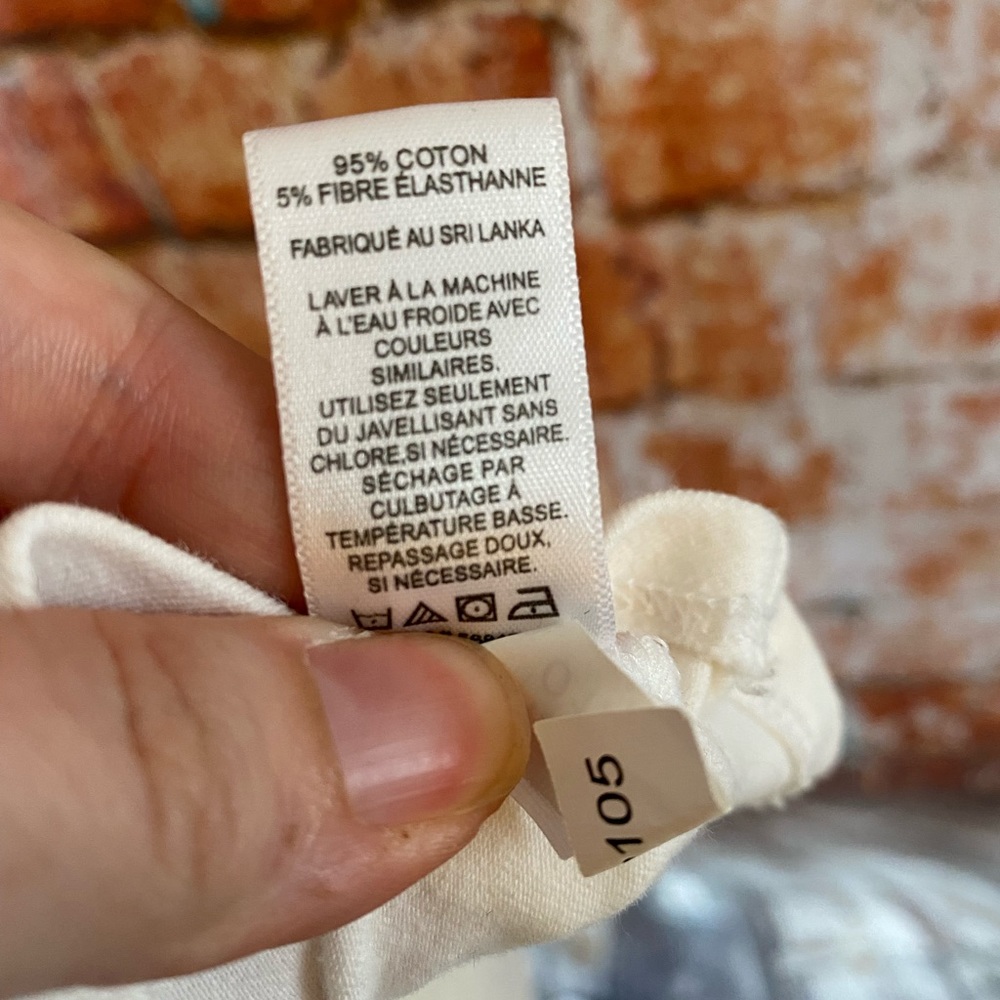 95% COTON
5% FIBRE ÉLASTHANNE
FABRIQUÉ AU SRI LANKA
LAVER À LA MACHINE
À L'EAU FROIDE AVEC
COULEURS
SIMILAIRES.
UTILISEZ SEULEMENT
DU JAVELLISANT SANS
CHLORE,SI NÉCESSAIRE.
SÉCHAGE PAR
CULBUTAGE À
TEMPÉRATURE BASSE.
REPASSAGE DOUX,
SI NÉCESSAIRE.
105